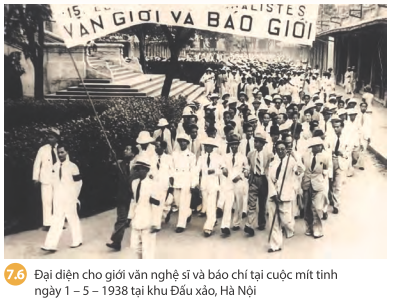 15. LISTES
VĂN GIỚI VÀ BÁO GIỚI
7.6 Đại diện cho giới văn nghệ sĩ và báo chí tại cuộc mít tinh
ngày 1 – 5 – 1938 tại khu Đấu xảo, Hà Nội